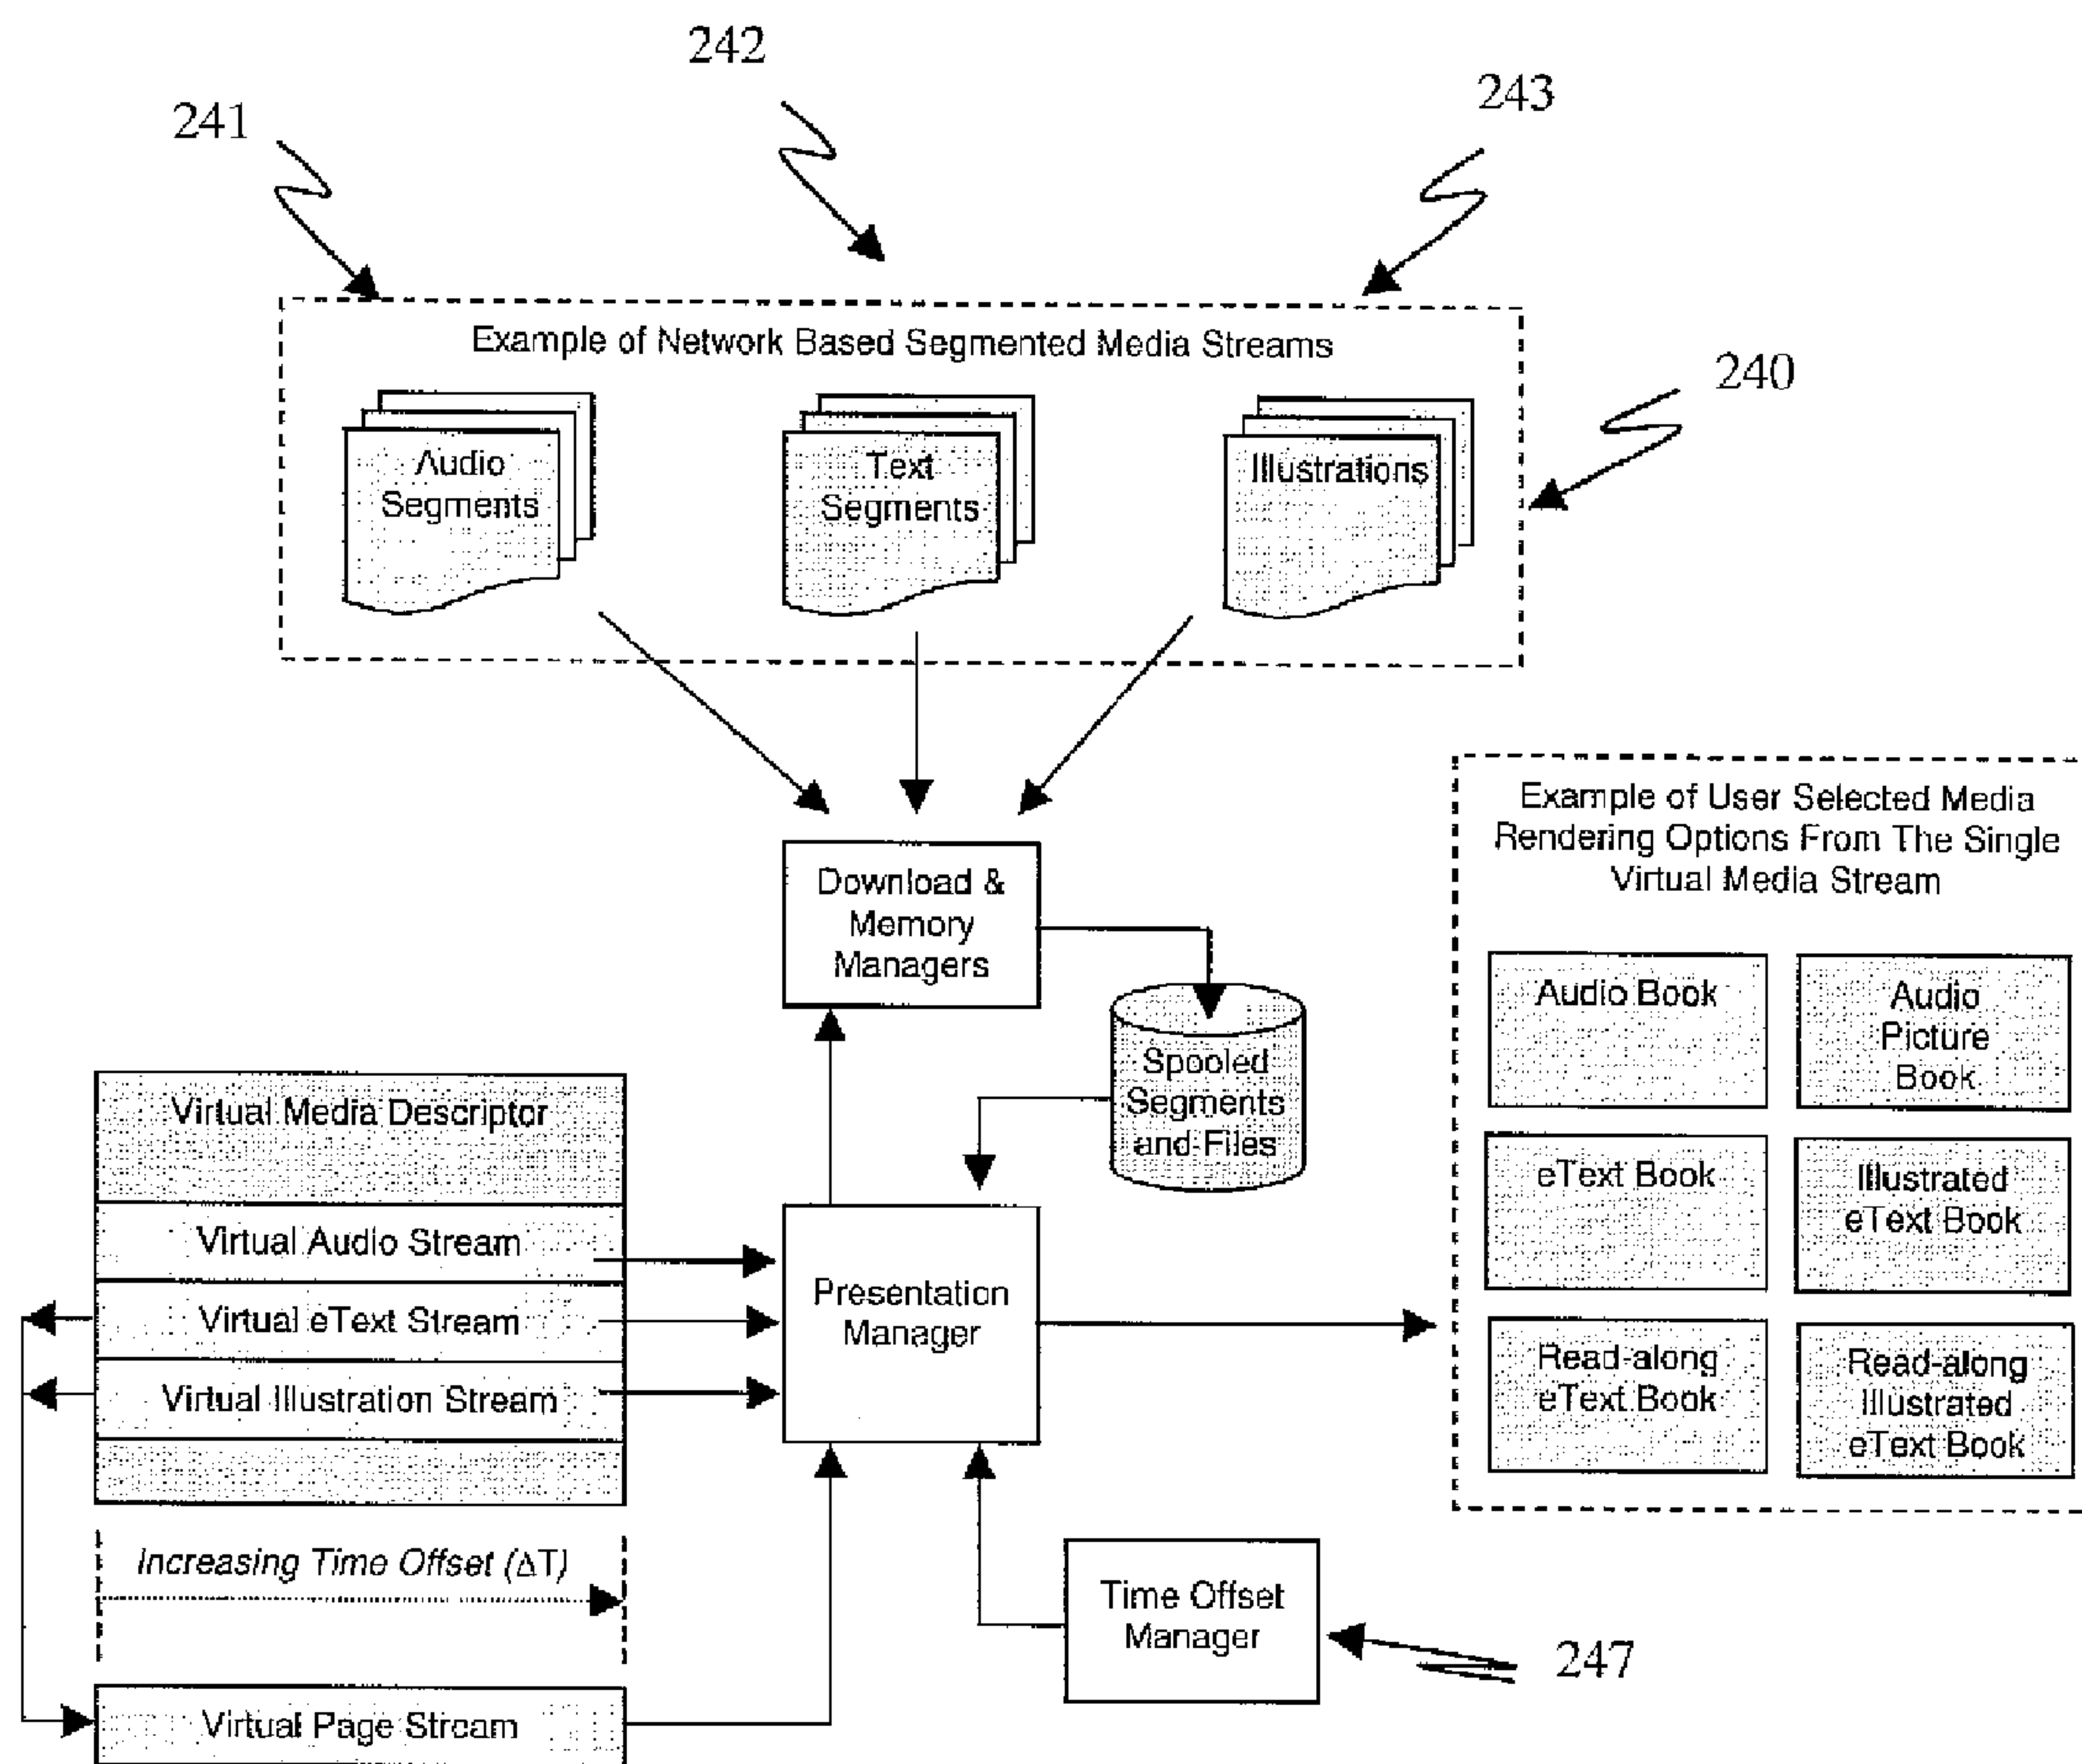 242
243
241
Example of Network Based Segmented Media Streams
240
Audio
Segments
Text
Segments
Illustrations
Example of User Selected Media
Rendering Options From The Single
Virtual Media Stream
Download &
Memory
Managers
Audio Book
Audio
Picture
Book
Spooled
Segments
and Files
Virtual Media Descriptor
eText Book
Illustrated
eText Book
Virtual Audio Stream
Presentation
Manager
Virtual eText Stream
Read-along
eText Book
Read-along
Illustrated
eText Book
Virtual Illustration Stream
Increasing Time Offset (ΔT)
Time Offset
Manager
247
Virtual Page Stream